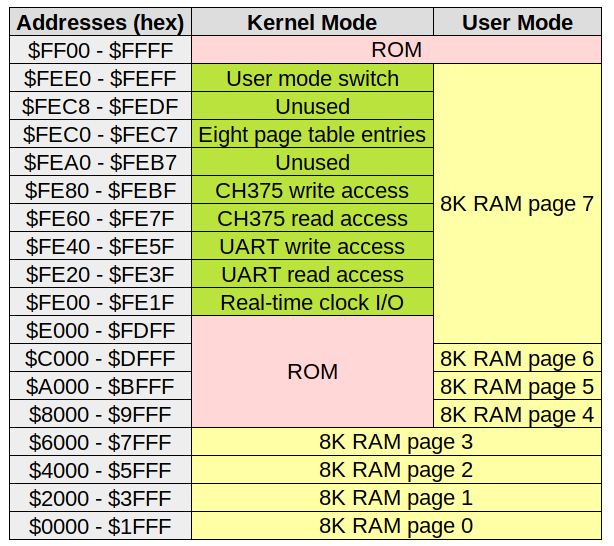 Addresses (hex) Kernel Mode User Mode
$FF00 - $FFFF ROM
$FEE0 - $FEFF User mode switch
$FEC8 - $FEDF Unused
$FEC0 - $FEC7 Eight page table entries
$FEA0 - $FEB7 Unused
$FE80 - $FEBF CH375 write access
8K RAM page 7
$FE60 - $FE7F CH375 read access
$FE40 - $FE5F UART write access
$FE20 - $FE3F UART read access
$FE00 - $FE1F Real-time clock I/O
$E000 - $FDFF
$C000 - $DFFF 8K RAM page 6
ROM
$A000 - $BFFF 8K RAM page 5
$8000 - $9FFF 8K RAM page 4
$6000 - $7FFF 8K RAM page 3
$4000 - $5FFF 8K RAM page 2
$2000 - $3FFF 8K RAM page 1
$0000 - $1FFF 8K RAM page 0